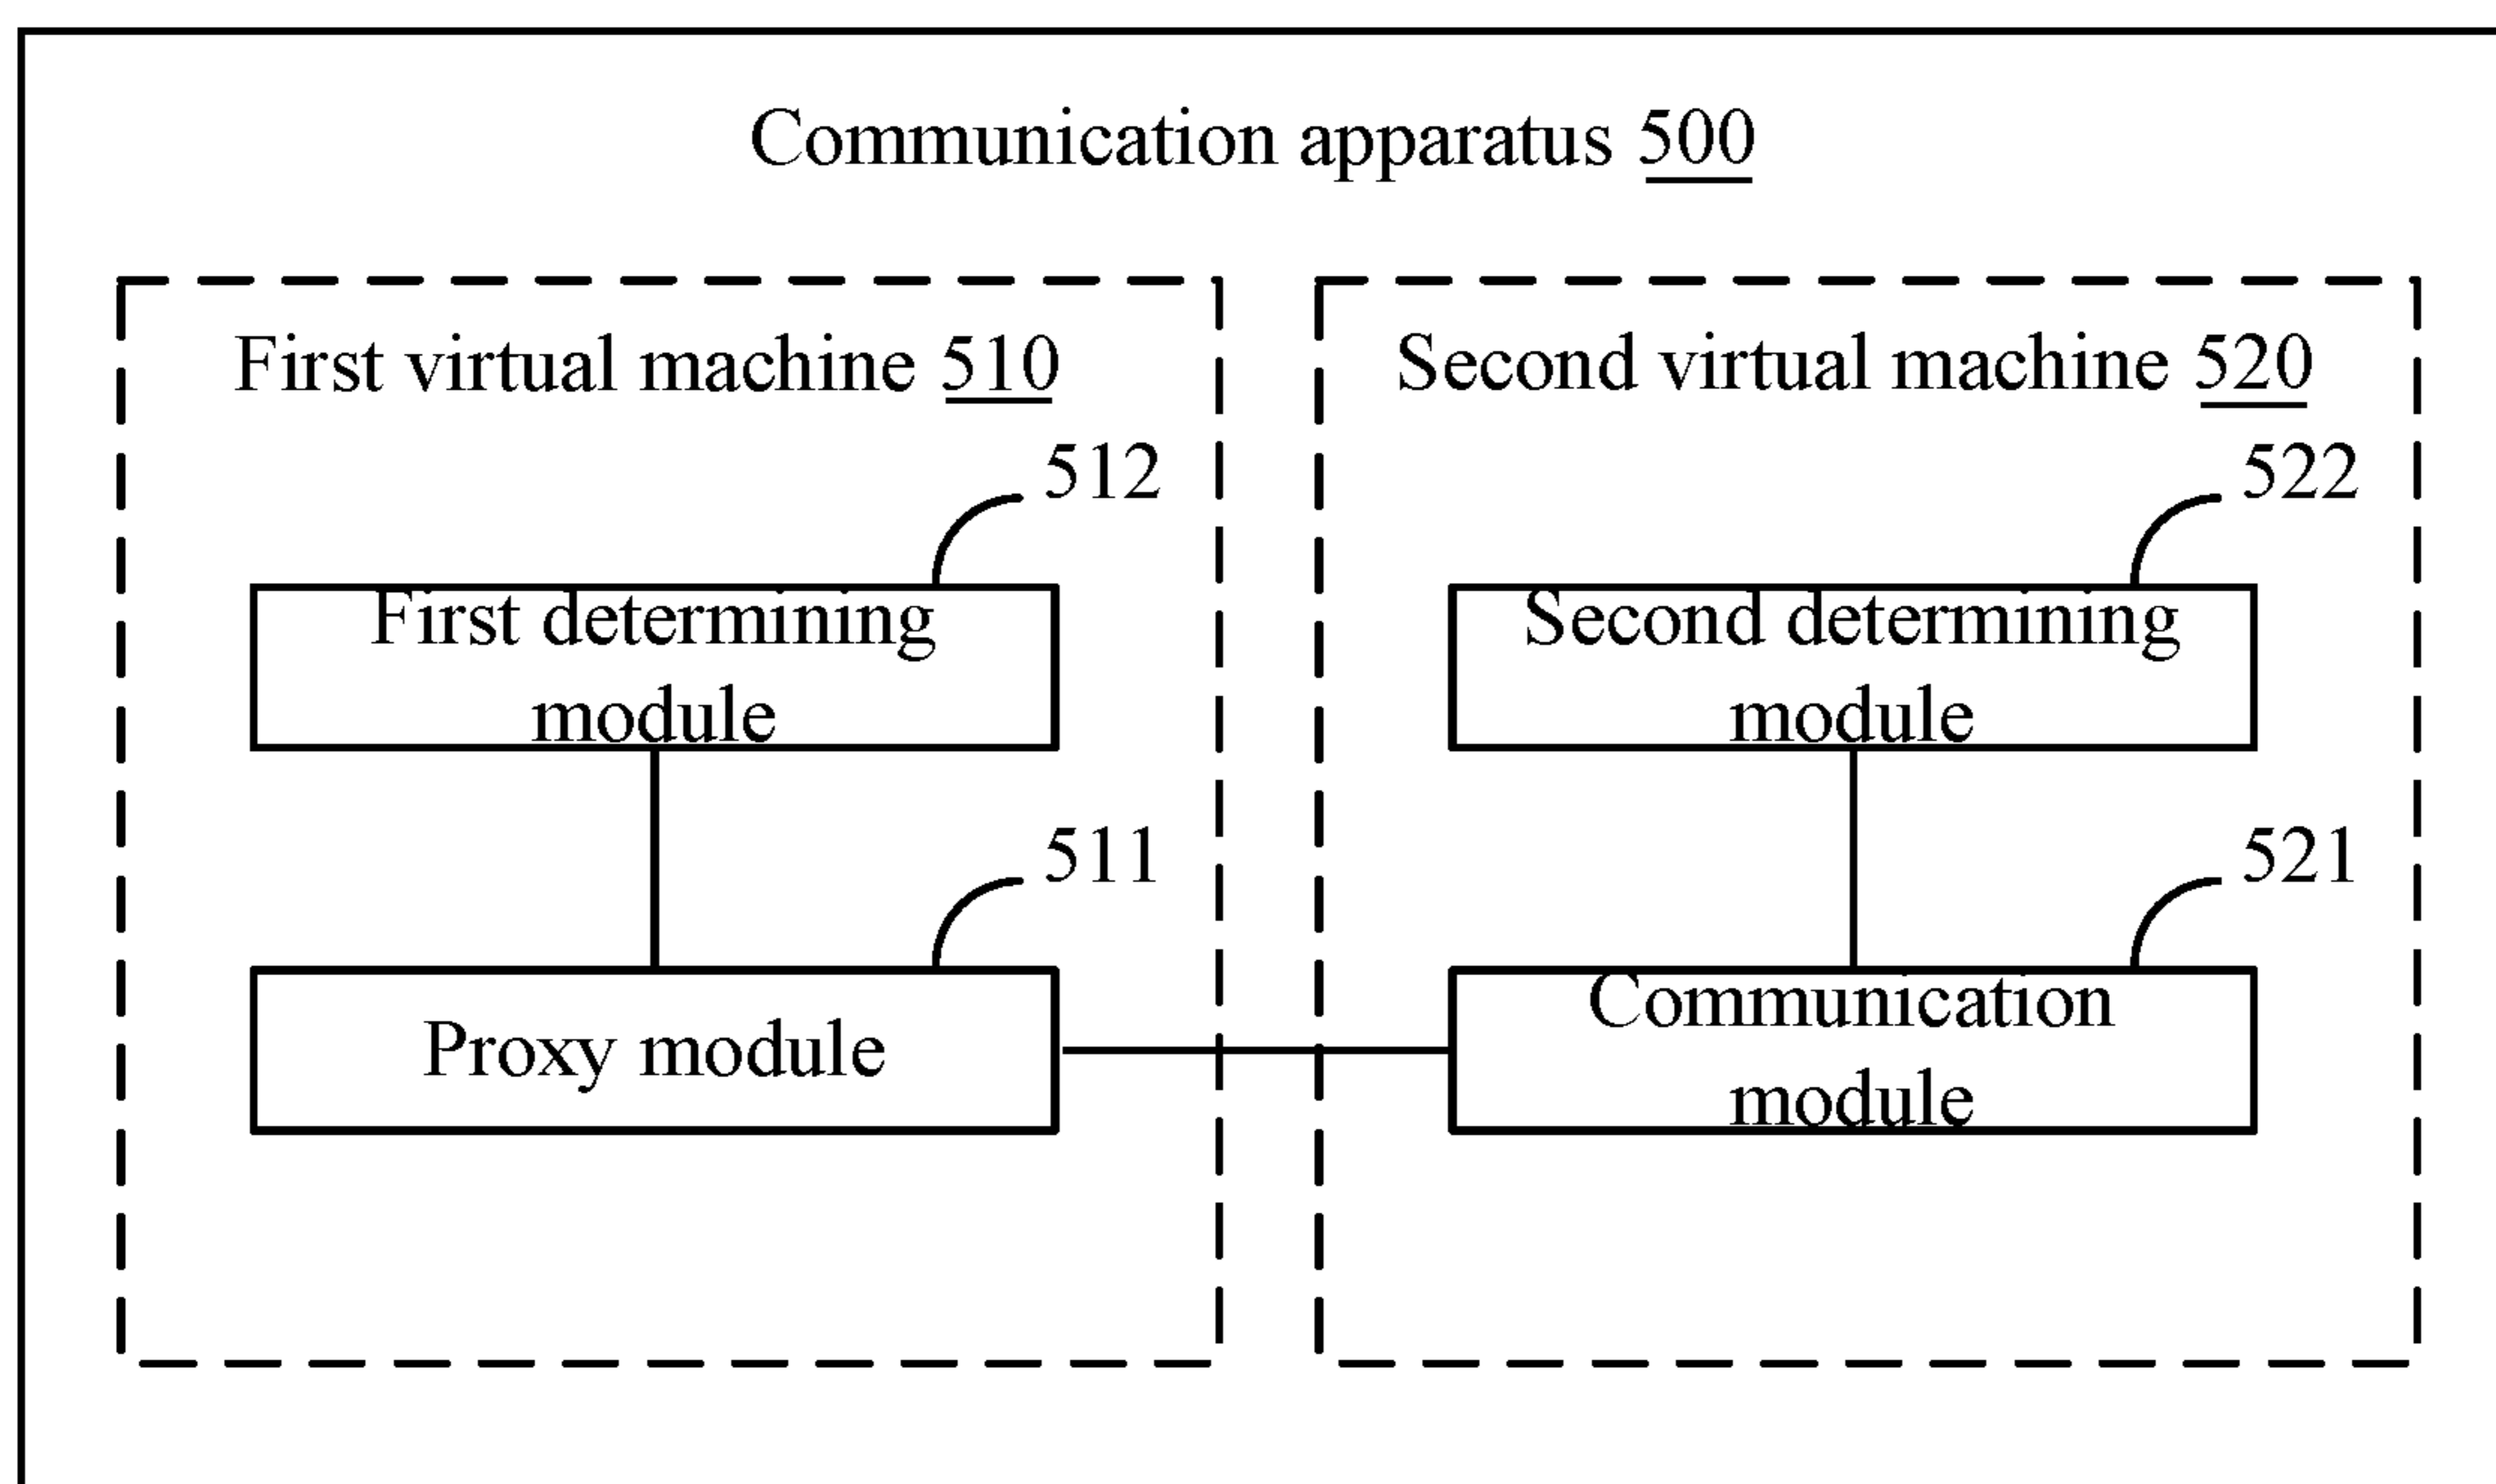 Communication apparatus 500
First virtual machine 510
512
First determining
module
511
Proxy module
Second virtual machine 520
522
Second determining
module
521
Communication
module